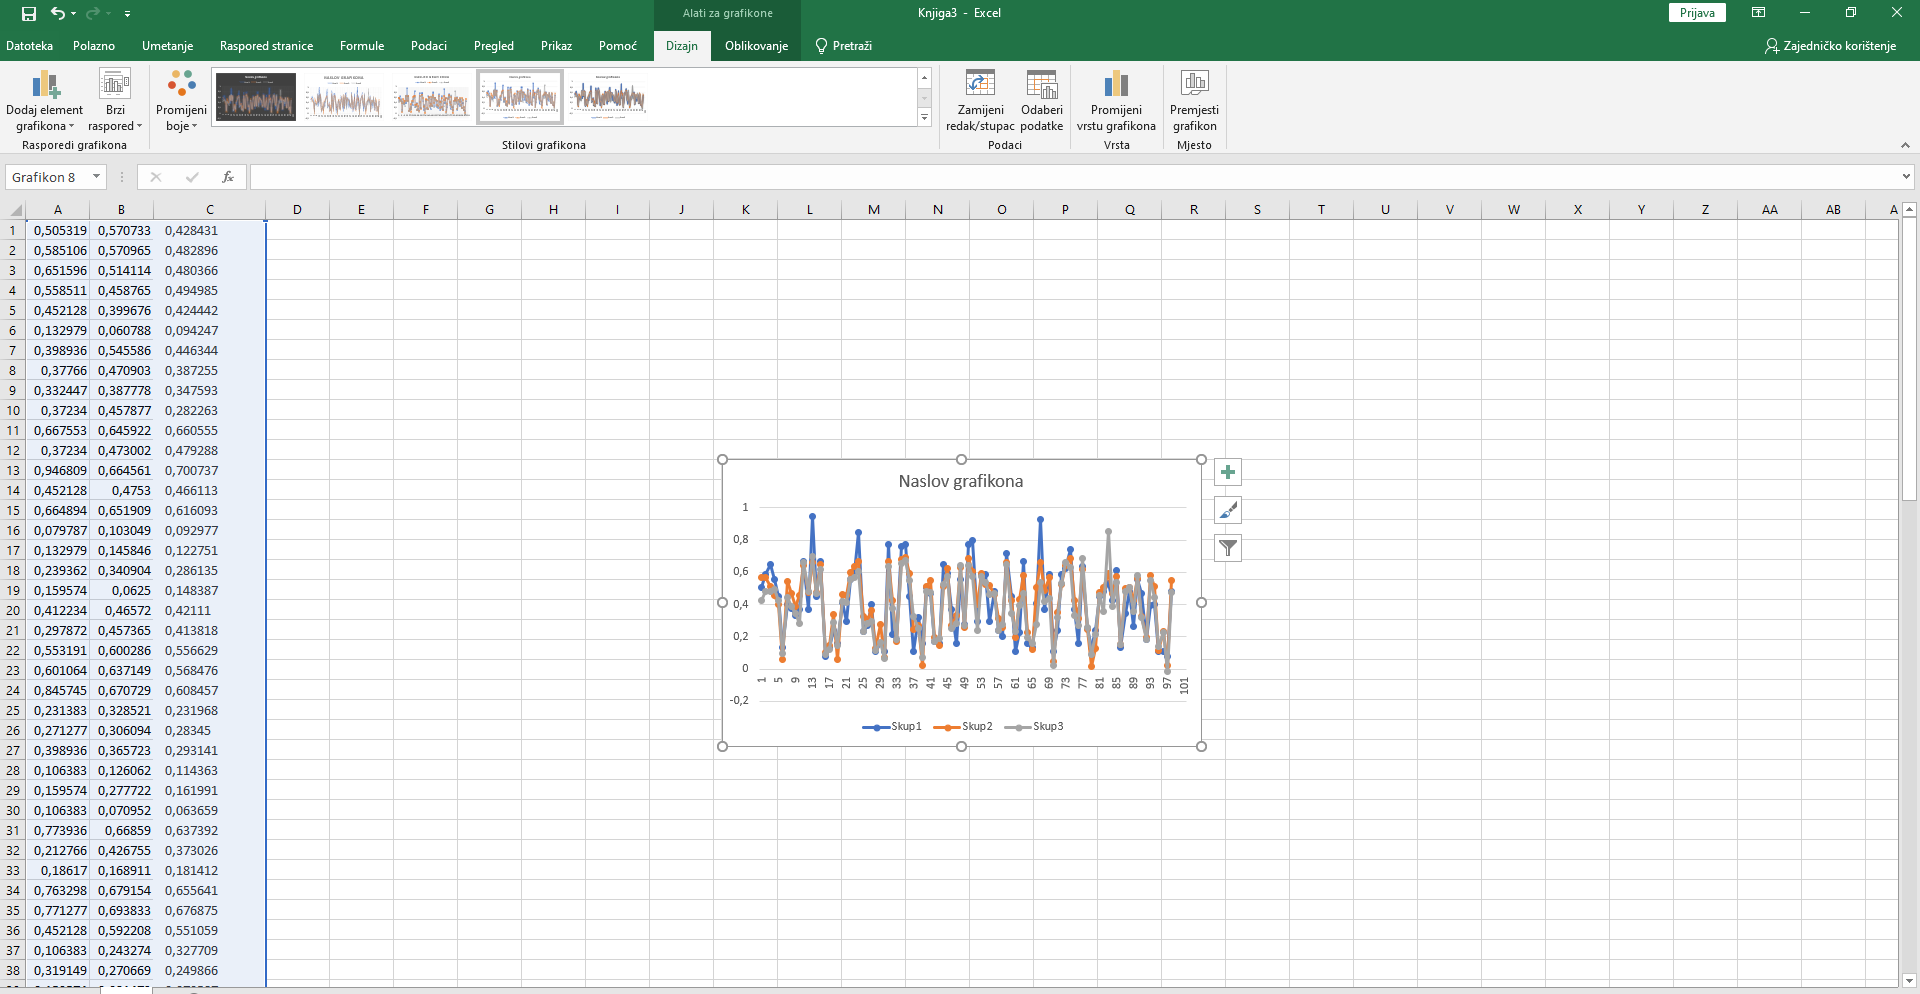 Alati za grafikone
Knjiga3 - Excel
Prijava
Datoteka Polazno Umetanje Raspored stranice Formule Podaci Pregled Prikaz Pomoć Dizajn Oblikovanje Pretraži Zajedničko korištenje
Dodaj element grafikona
Brzi raspored
Promijeni boje
Zamijeni redak/stupac
Odaberi podatke
Promijeni vrstu grafikona
Premjesti grafikon
Rasporedi grafikona Stilovi grafikona Podaci Vrsta Mjesto
Grafikon 8 fx
A B C D E F G H I J K L M N O P Q R S T U V W X Y Z AA AB A
1 0,505319 0,570733 0,428431
2 0,585106 0,570965 0,482896
3 0,651596 0,514114 0,480366
4 0,558511 0,458765 0,494985
5 0,452128 0,399676 0,424442
6 0,132979 0,060788 0,094247
7 0,398936 0,545586 0,446344
8 0,37766 0,470903 0,387255
9 0,332447 0,387778 0,347593
10 0,37234 0,457877 0,282263
11 0,667553 0,645922 0,660555
12 0,37234 0,473002 0,479288
13 0,946809 0,664561 0,700737
14 0,452128 0,4753 0,466113
15 0,664894 0,651909 0,616093
16 0,079787 0,103049 0,092977
17 0,132979 0,145846 0,122751
18 0,239362 0,340904 0,286135
19 0,159574 0,0625 0,148387
20 0,412234 0,46572 0,42111
21 0,297872 0,457365 0,413818
22 0,553191 0,600286 0,556629
23 0,601064 0,637149 0,568476
24 0,845745 0,670729 0,608457
25 0,231383 0,328521 0,231968
26 0,271277 0,306094 0,28345
27 0,398936 0,365723 0,293141
28 0,106383 0,126062 0,114363
29 0,159574 0,277722 0,161991
30 0,106383 0,070952 0,063659
31 0,773936 0,66859 0,637392
32 0,212766 0,426755 0,373026
33 0,18617 0,168911 0,181412
34 0,763298 0,679154 0,655641
35 0,771277 0,693833 0,676875
36 0,452128 0,592208 0,551059
37 0,106383 0,243274 0,327709
38 0,319149 0,270669 0,249866
Naslov grafikona
1
0,8
0,6
0,4
0,2
0
-0,2
1 5 9 13 17 21 25 29 33 37 41 45 49 53 57 61 65 69 73 77 81 85 89 93 97 101
Skup1 Skup2 Skup3